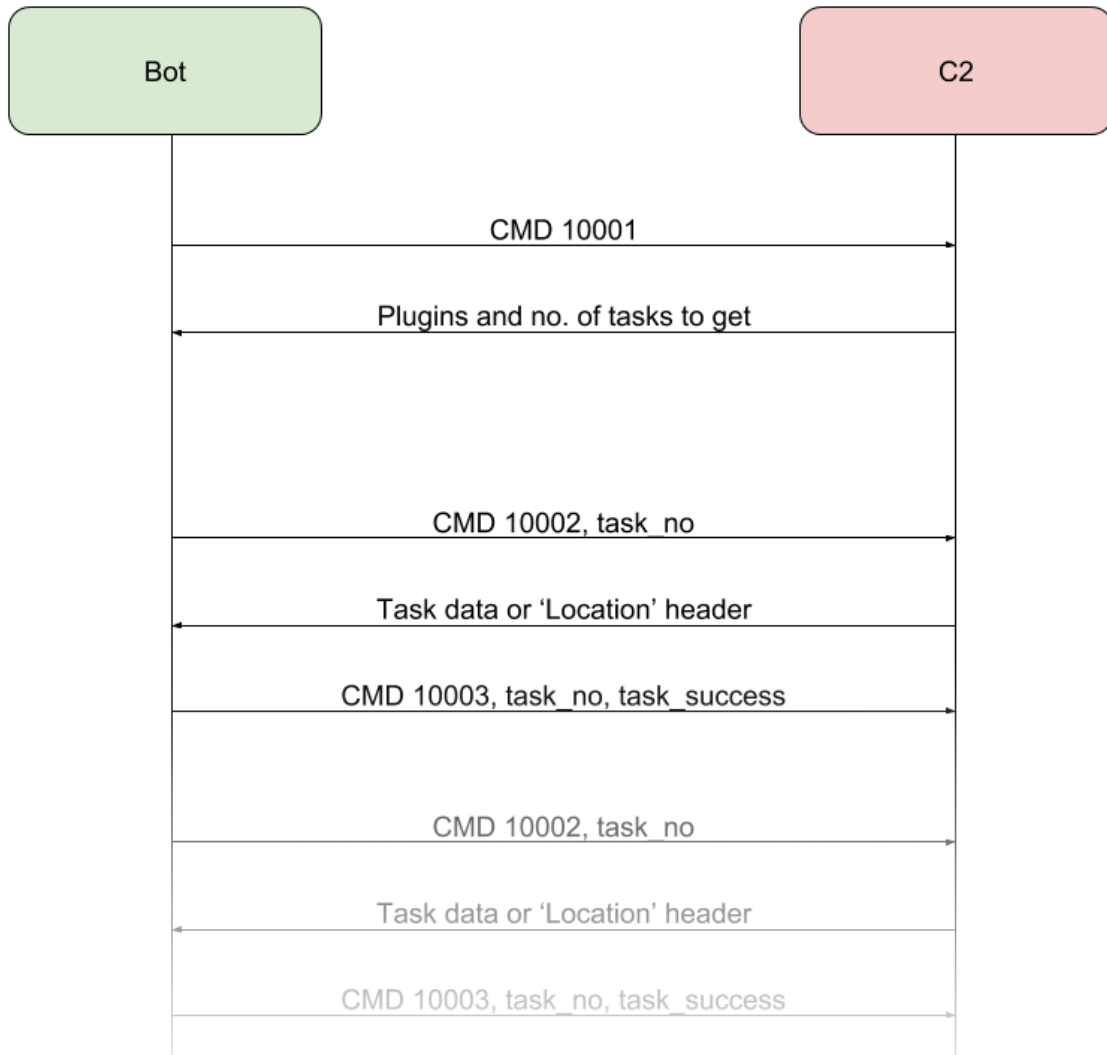 Bot
C2
CMD 10001
Plugins and no. of tasks to get
CMD 10002, task_no
Task data or ‘Location’ header
CMD 10003, task_no, task_success
CMD 10002, task_no
Task data or ‘Location’ header
CMD 10003, task_no, task_success